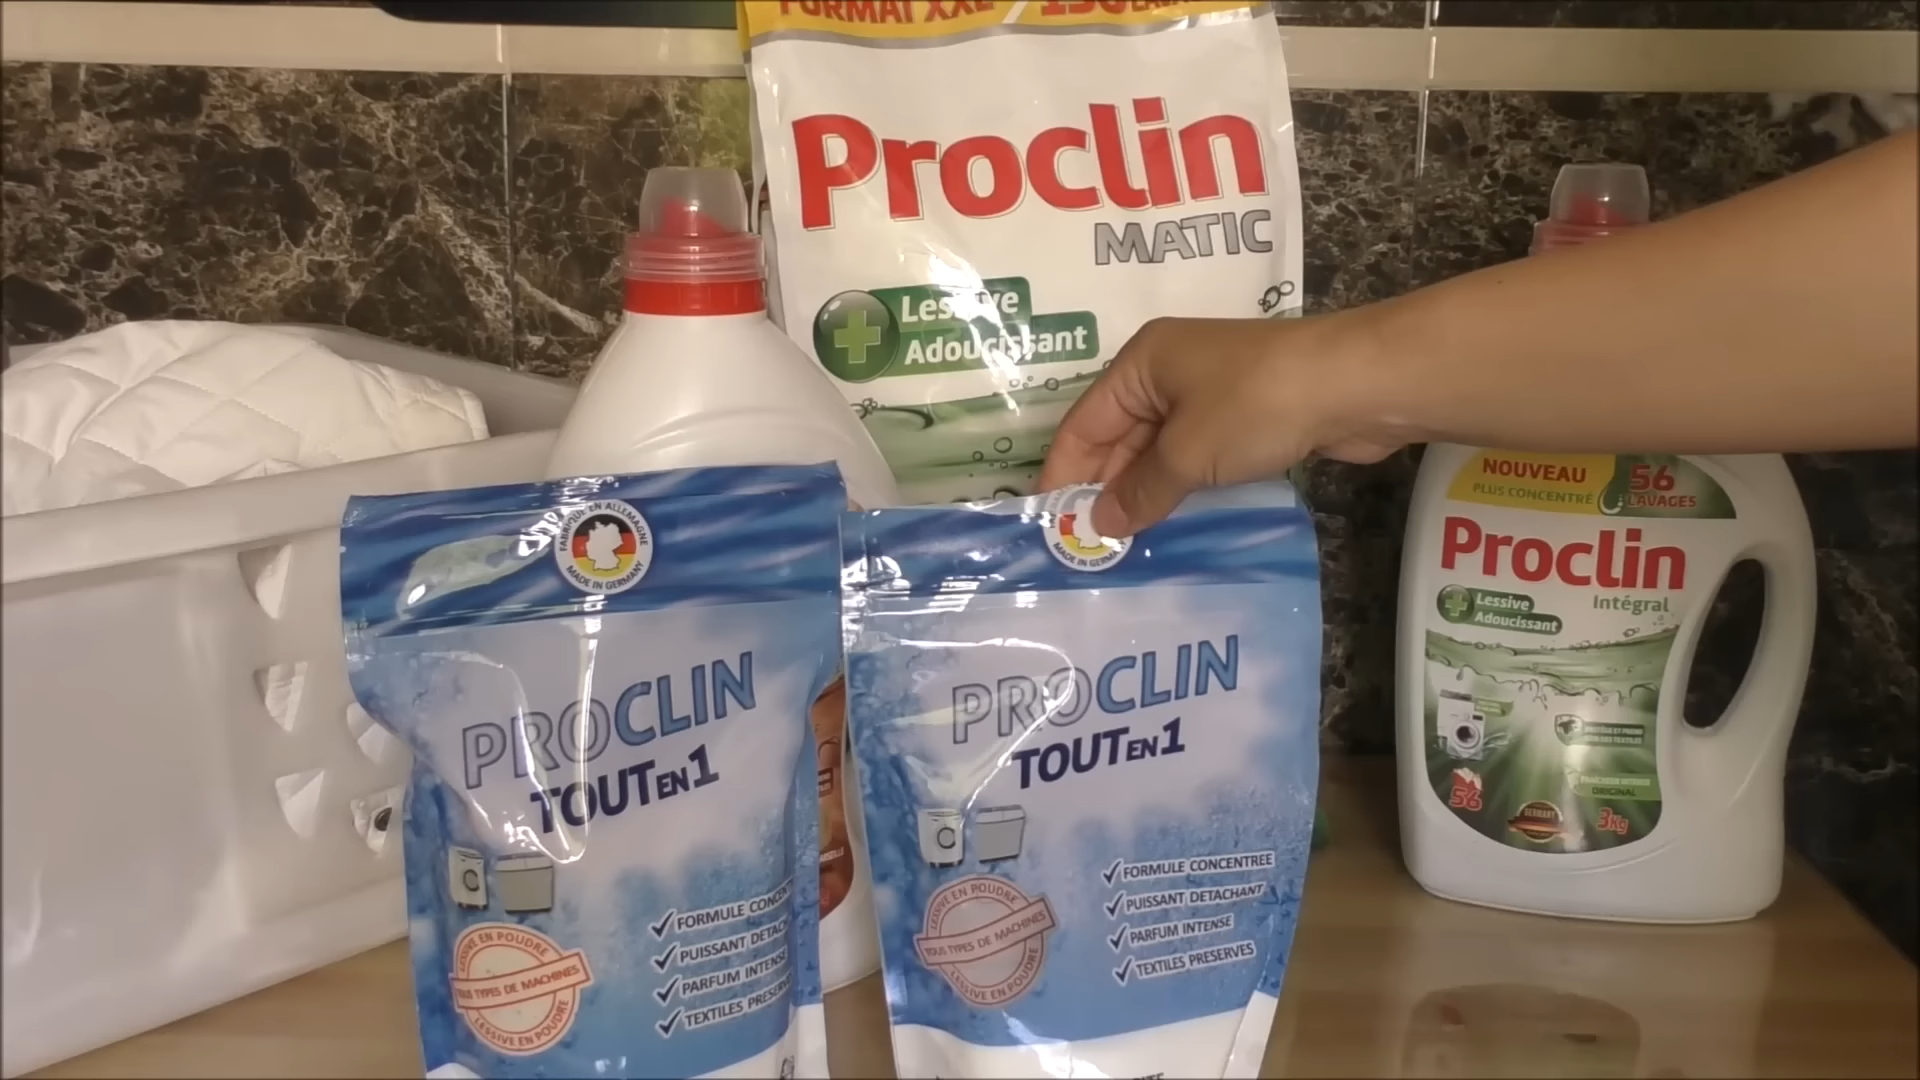 FORMAT XXL
Proclin
MATIC
Lessive
Adoucissant
NOUVEAU
PLUS CONCENTRÉ
56
LAVAGES
Proclin
Intégral
Lessive
Adoucissant
ORIGINAL
56
GERMANY
3Kg
FABRIQUÉ EN ALLEMAGNE
MADE IN GERMANY
PROCLIN
TOUT EN 1
FORMULE
PUISSANT
PARFUM INTENSE
TEXTILES
LESSIVE EN POUDRE
TOUS TYPES DE MACHINES
LESSIVE EN POUDRE
MADE IN
PROCLIN
TOUT EN 1
FORMULE CONCENTREE
PUISSANT DETACHANT
PARFUM INTENSE
TEXTILES PRESERVES
LESSIVE EN POUDRE
TOUS TYPES DE MACHINES
LESSIVE EN POUDRE